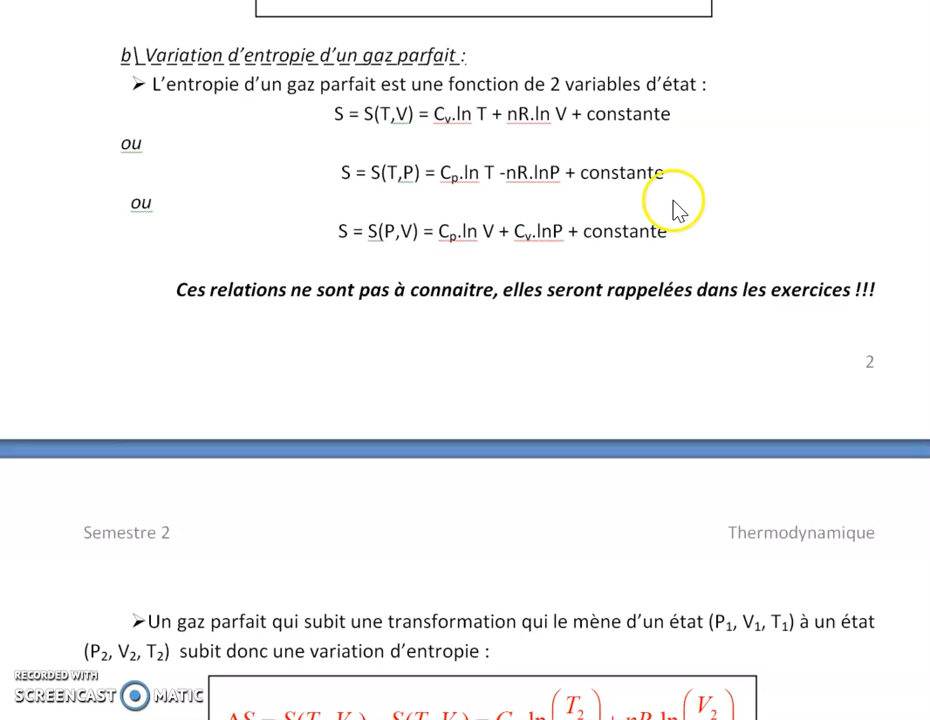 b\ Variation d'entropie d'un gaz parfait :
➢ L'entropie d'un gaz parfait est une fonction de 2 variables d'état :
S = S(T,V) = Cv.ln T + nR.ln V + constante
ou
S = S(T,P) = Cp.ln T -nR.lnP + constante
ou
S = S(P,V) = Cp.ln V + Cv.lnP + constante
Ces relations ne sont pas à connaitre, elles seront rappelées dans les exercices !!!
2
Semestre 2 Thermodynamique
➢Un gaz parfait qui subit une transformation qui le mène d'un état (P1, V1, T1) à un état
(P2, V2, T2) subit donc une variation d'entropie :
RECORDED WITH
SCREENCAST MATIC